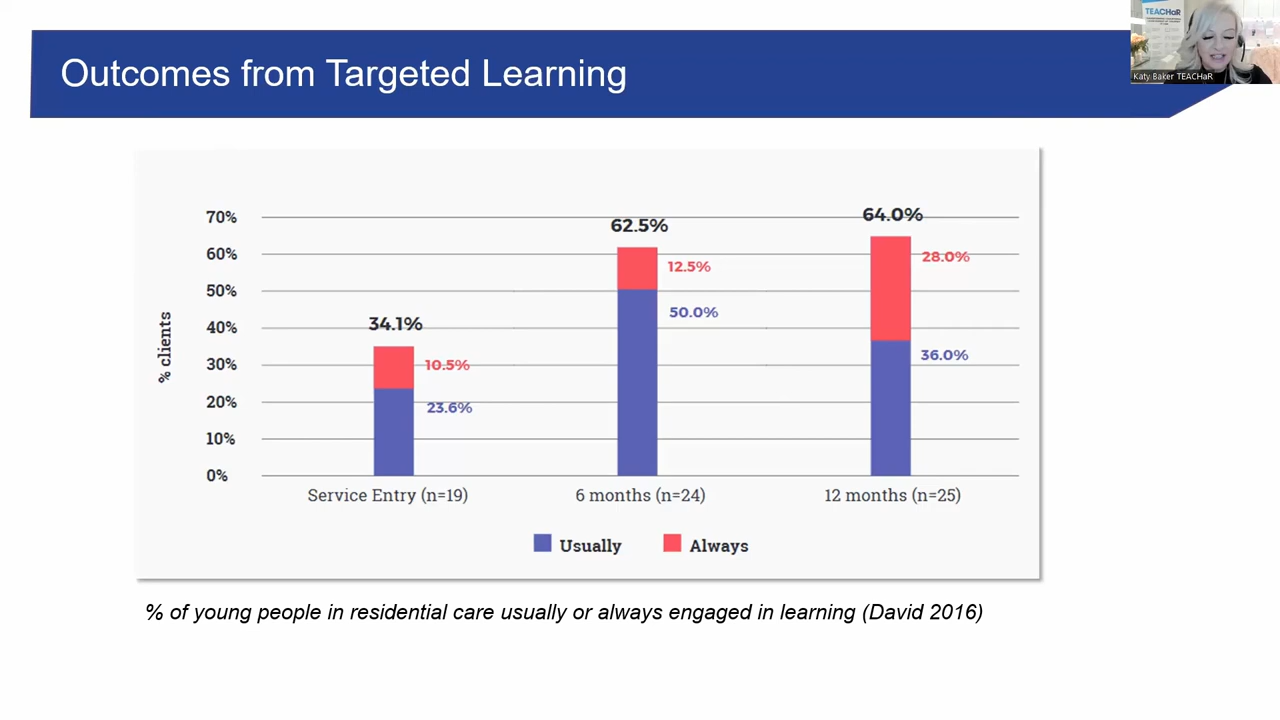 TEACHaR
Katy Baker TEACHaR
Outcomes from Targeted Learning
% clients
70%
60%
50%
40%
30%
20%
10%
0%
34.1%
10.5%
23.6%
62.5%
12.5%
50.0%
64.0%
28.0%
36.0%
Service Entry (n=19)
6 months (n=24)
12 months (n=25)
Usually
Always
% of young people in residential care usually or always engaged in learning (David 2016)